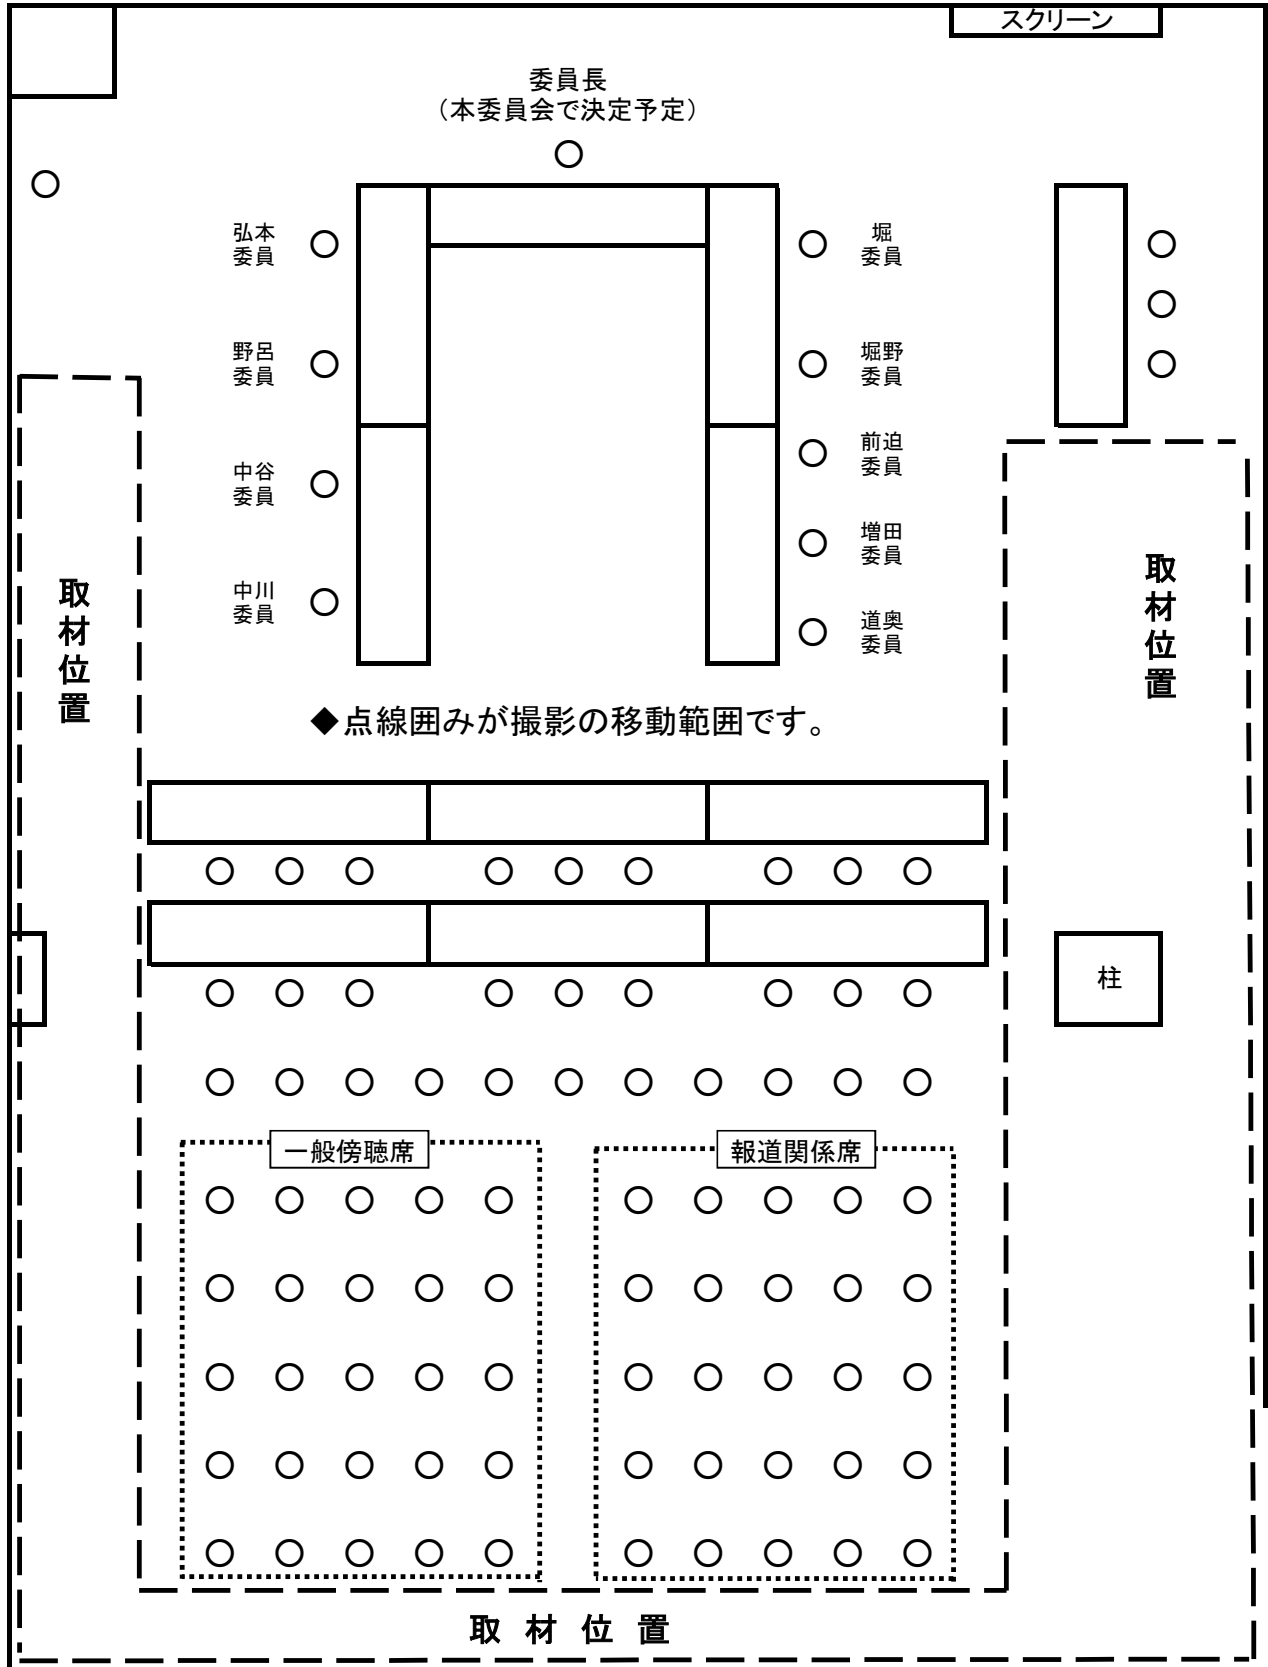 スクリーン
委員長
（本委員会で決定予定）
弘本
委員
堀
委員
野呂
委員
堀野
委員
前迫
委員
中谷
委員
増田
委員
中川
委員
道奥
委員
取材位置
取材位置
◆点線囲みが撮影の移動範囲です。
柱
一般傍聴席
報道関係席
取材位置